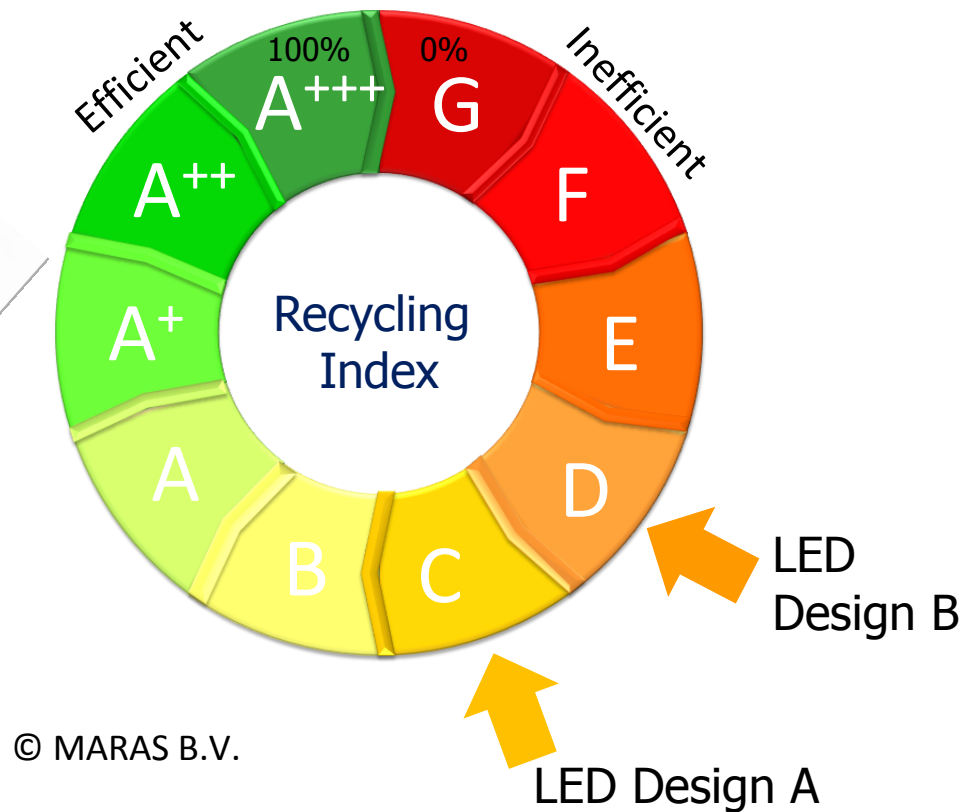 Efficient
100%
A+++
0%
G
Inefficient
A++
F
A+
E
Recycling
Index
A
D
B
C
LED
Design B
LED Design A
© MARAS B.V.